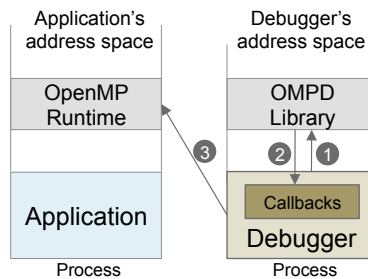 Application's
address space
OpenMP
Runtime
Application
Process
Debugger's
address space
OMPD
Library
3
2
1
Callbacks
Debugger
Process